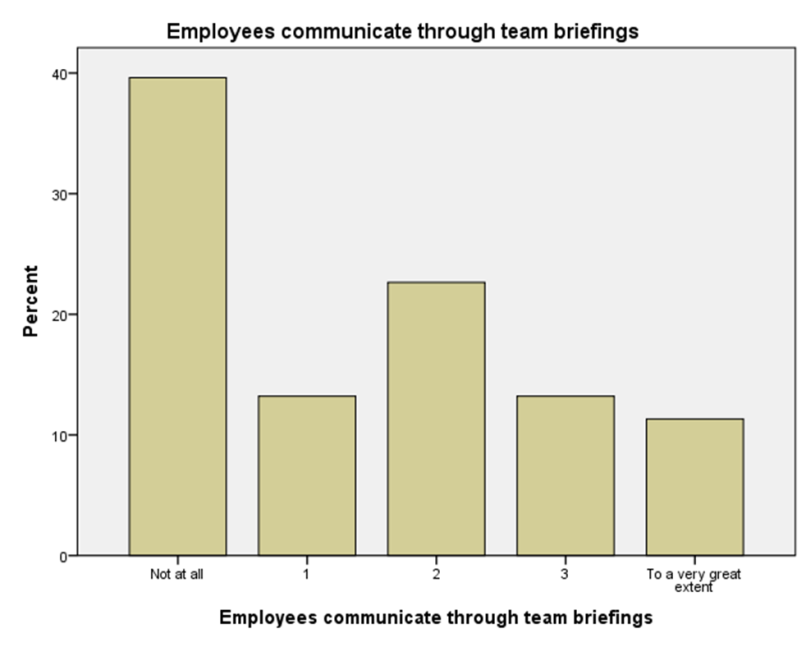 Employees communicate through team briefings
Percent
40
30
20
10
0
Not at all
1
2
3
To a very great
extent
Employees communicate through team briefings